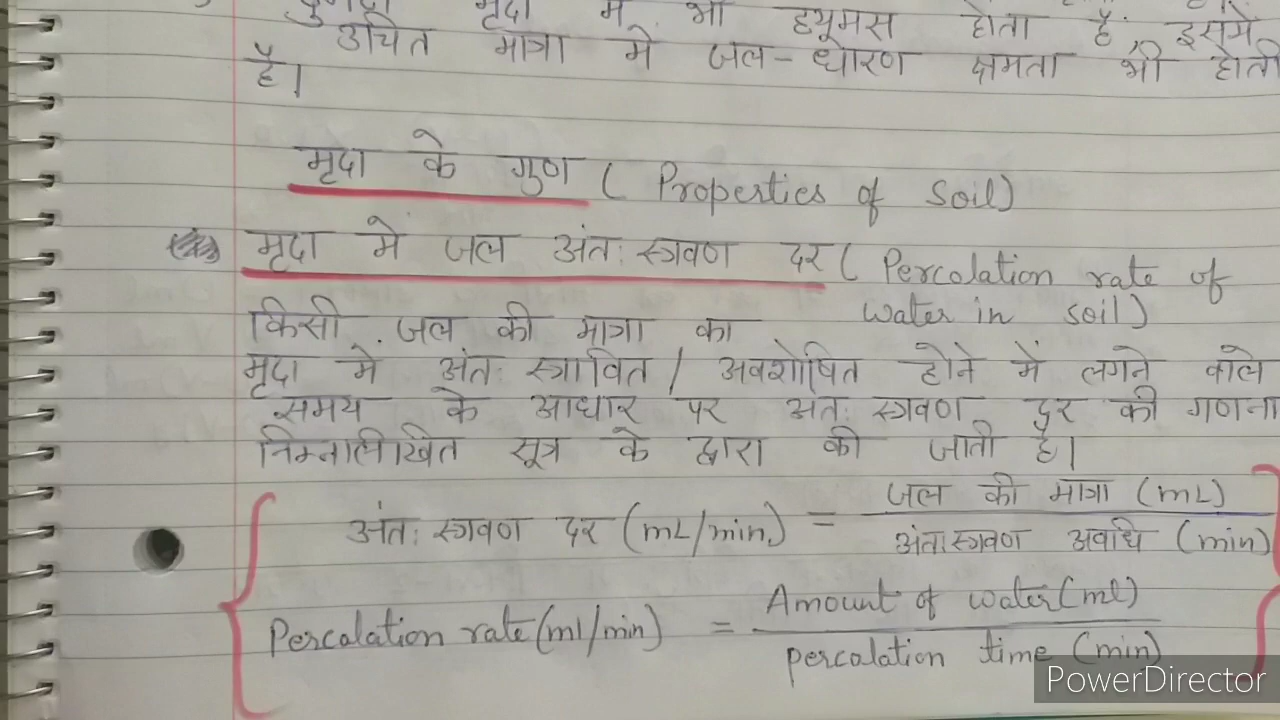 मृदा में भी ह्यूमस होता है, इसमें
उचित मात्रा में जल-धारण क्षमता भी होती
है।
मृदा के गुण ( Properties of Soil)
मृदा में जल अंत: स्त्रवण दर ( Percolation rate of
water in soil)
किसी जल की मात्रा का
मृदा में अंत: स्त्रावित / अवशोषित होने में लगने वाले
समय के आधार पर अंत: स्त्रवण दर की गणना
निम्नलिखित सूत्र के द्वारा की जाती है।
अंत: स्त्रवण दर (mL/min.) = जल की मात्रा (mL)
अंत:स्त्रवण अवधि (min)
Percolation rate (ml/min) = Amount of water (ml)
percolation time (min)
PowerDirector